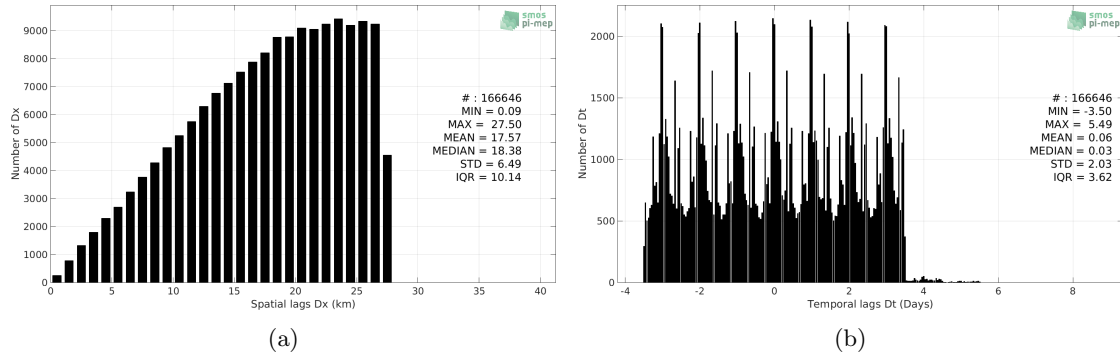 smos
pi-mep
9000
8000
7000
6000
5000
4000
3000
2000
1000
0
Number of Dx
# : 166646
MIN = 0.09
MAX = 27.50
MEAN = 17.57
MEDIAN = 18.38
STD = 6.49
IQR = 10.14
0 5 10 15 20 25 30 35 40
Spatial lags Dx (km)
(a)
smos
pi-mep
2000
1500
1000
500
0
Number of Dt
# : 166646
MIN = -3.50
MAX = 5.49
MEAN = 0.06
MEDIAN = 0.03
STD = 2.03
IQR = 3.62
-4 -2 0 2 4 6 8
Temporal lags Dt (Days)
(b)